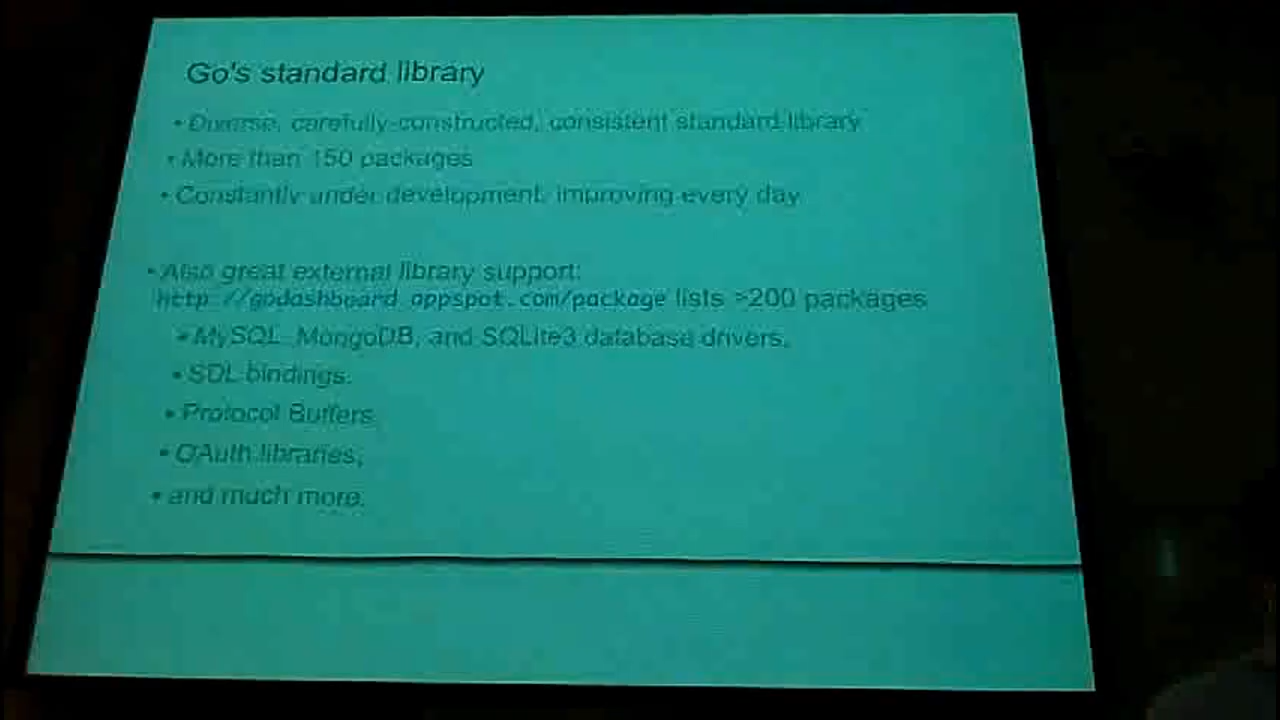 Go's standard library
• Diverse, carefully-constructed, consistent standard library
• More than 150 packages
• Constantly under development, improving every day
• Also great external library support:
http://godashboard.appspot.com/package lists >200 packages
• MySQL, MongoDB, and SQLite3 database drivers,
• SDL bindings,
• Protocol Buffers,
• OAuth libraries,
• and much more.